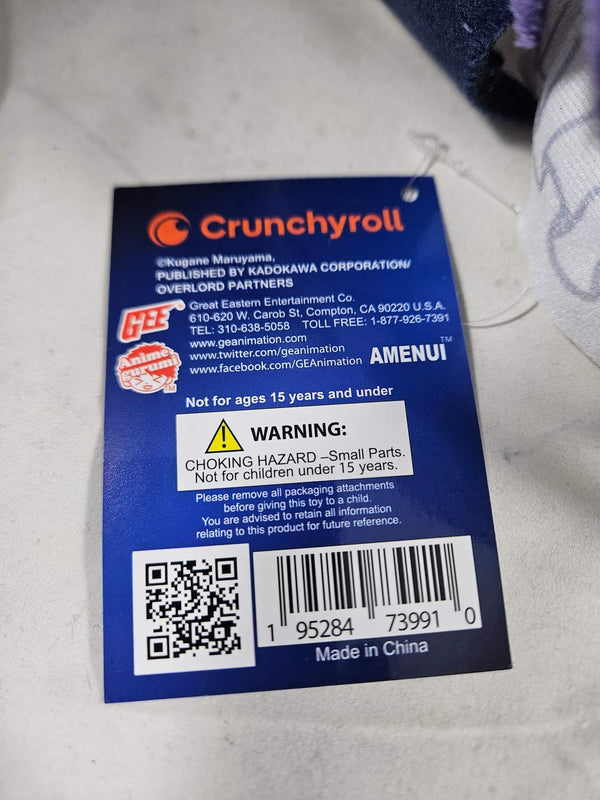 Crunchyroll
©Kugane Maruyama,
PUBLISHED BY KADOKAWA CORPORATION/
OVERLORD PARTNERS
GEE
Great Eastern Entertainment Co.
610-620 W. Carob St, Compton, CA 90220 U.S.A.
TEL: 310-638-5058 TOLL FREE: 1-877-926-7391
www.geanimation.com
www.twitter.com/geanimation
www.facebook.com/GEAnimation
Anime
gurumi
TM
AMENUI™
Not for ages 15 years and under
WARNING:
CHOKING HAZARD –Small Parts.
Not for children under 15 years.
Please remove all packaging attachments
before giving this toy to a child.
You are advised to retain all information
relating to this product for future reference.
1 95284 73991 0
Made in China